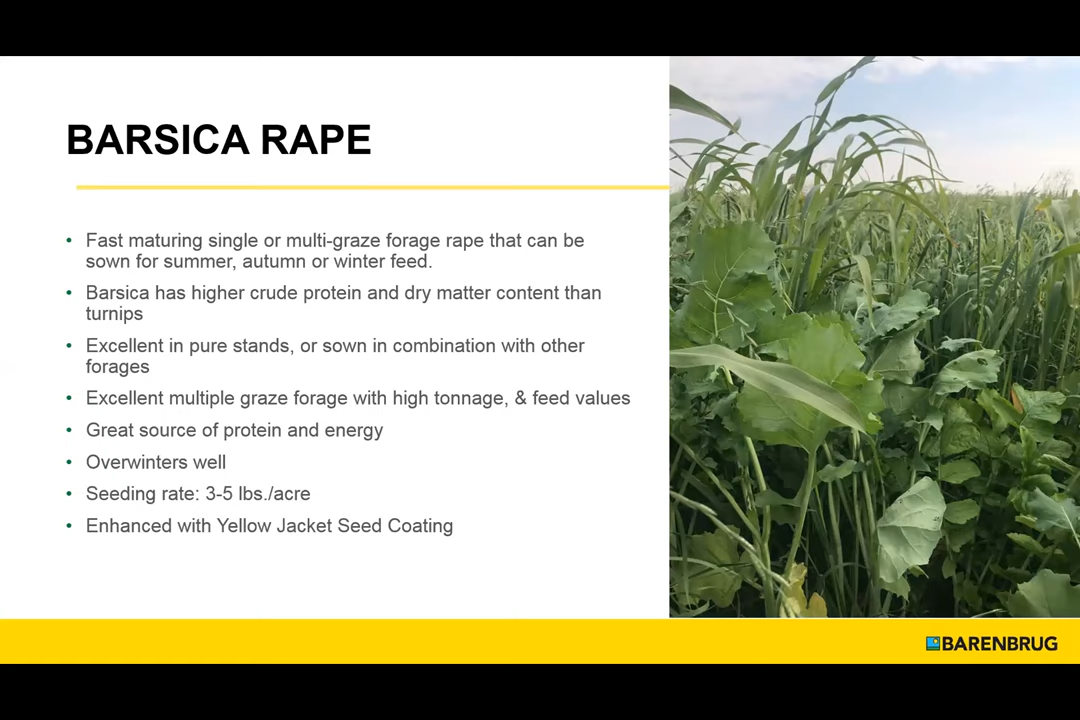 BARSICA RAPE
• Fast maturing single or multi-graze forage rape that can be
sown for summer, autumn or winter feed.
• Barsica has higher crude protein and dry matter content than
turnips
• Excellent in pure stands, or sown in combination with other
forages
• Excellent multiple graze forage with high tonnage, & feed values
• Great source of protein and energy
• Overwinters well
• Seeding rate: 3-5 lbs./acre
• Enhanced with Yellow Jacket Seed Coating
BARENBRUG